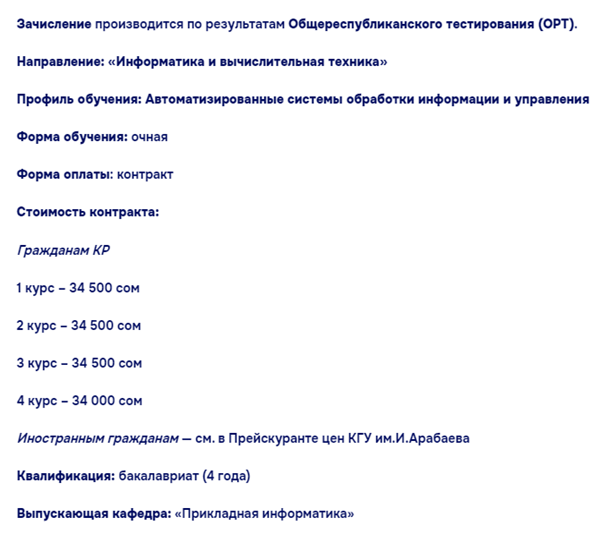 Зачисление производится по результатам Общереспубликанского тестирования (ОРТ).
Направление: «Информатика и вычислительная техника»
Профиль обучения: Автоматизированные системы обработки информации и управления
Форма обучения: очная
Форма оплаты: контракт
Стоимость контракта:
Гражданам КР
1 курс – 34 500 сом
2 курс – 34 500 сом
3 курс – 34 500 сом
4 курс – 34 000 сом
Иностранным гражданам — см. в Прейскуранте цен КГУ им.И.Арабаева
Квалификация: бакалавриат (4 года)
Выпускающая кафедра: «Прикладная информатика»